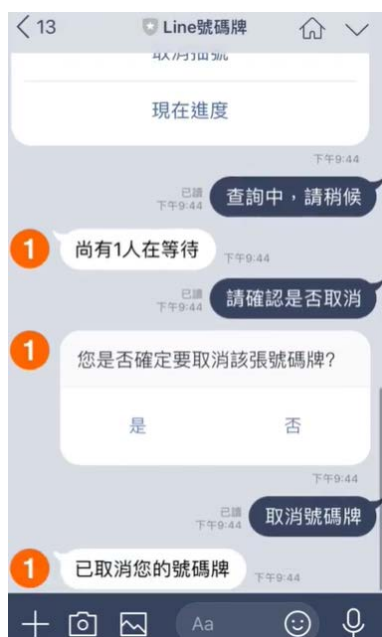 13
Line號碼牌
取消抽號
現在進度
下午9:44
已讀
下午9:44
查詢中，請稍候
1
尚有1人在等待
下午9:44
已讀
下午9:44
請確認是否取消
1
您是否確定要取消該張號碼牌?
是
否
下午9:44
已讀
下午9:44
取消號碼牌
1
已取消您的號碼牌
下午9:44
Aa